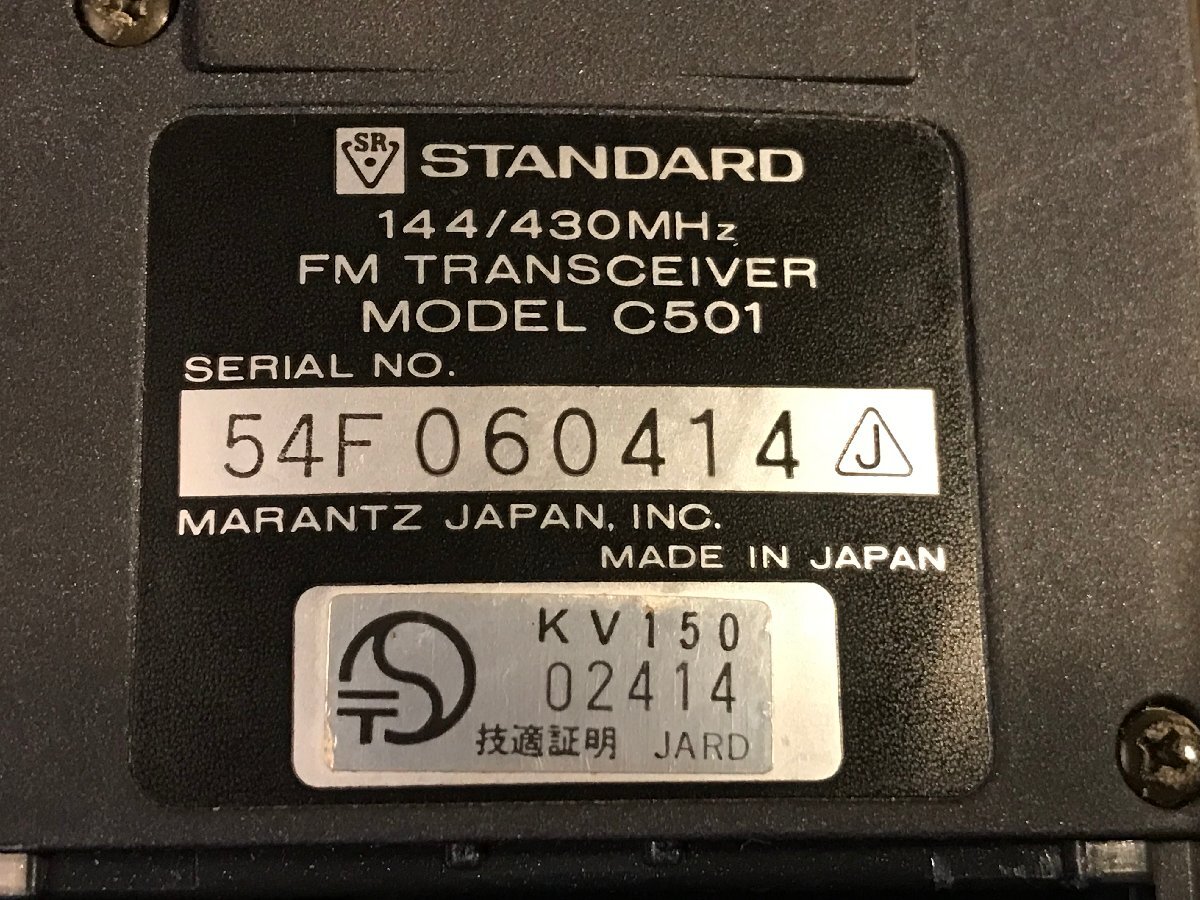 SR STANDARD
144/430MHz
FM TRANSCEIVER
MODEL C501
SERIAL NO.
54F 060414 J
MARANTZ JAPAN, INC.
MADE IN JAPAN
KV150
02414
技適証明 JARD